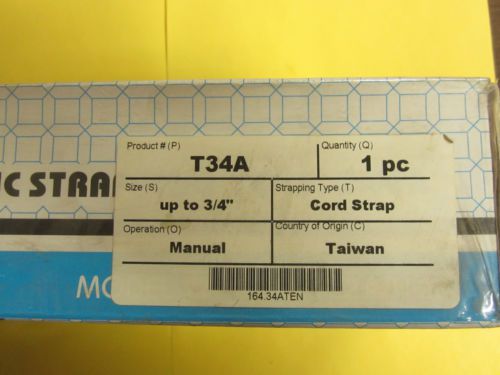 Product # (P)
Quantity (Q)
T34A
1 pc
IC STRA
Size (S)
Strapping Type (T)
up to 3/4"
Cord Strap
Operation (O)
Country of Origin (C)
Manual
Taiwan
MO
164.34ATEN